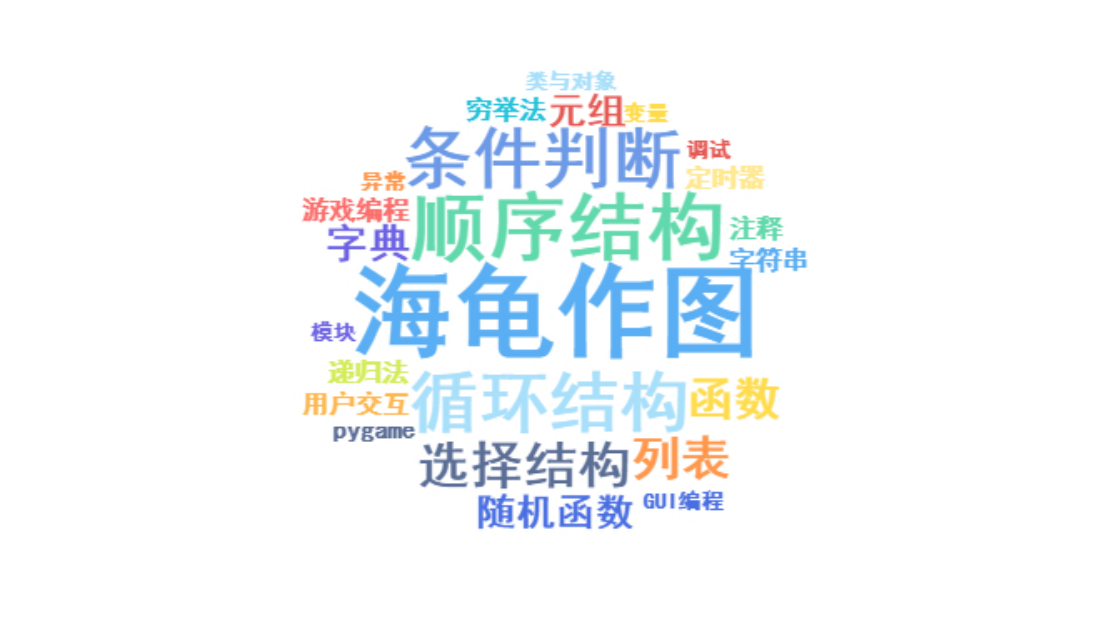 类与对象
穷举法 元组 变量
条件判断 调试
异常 定时器
游戏编程 顺序结构 注释
字典 字符串
海龟作图
模块
递归法
用户交互 循环结构 函数
pygame
选择结构 列表
随机函数 GUI编程